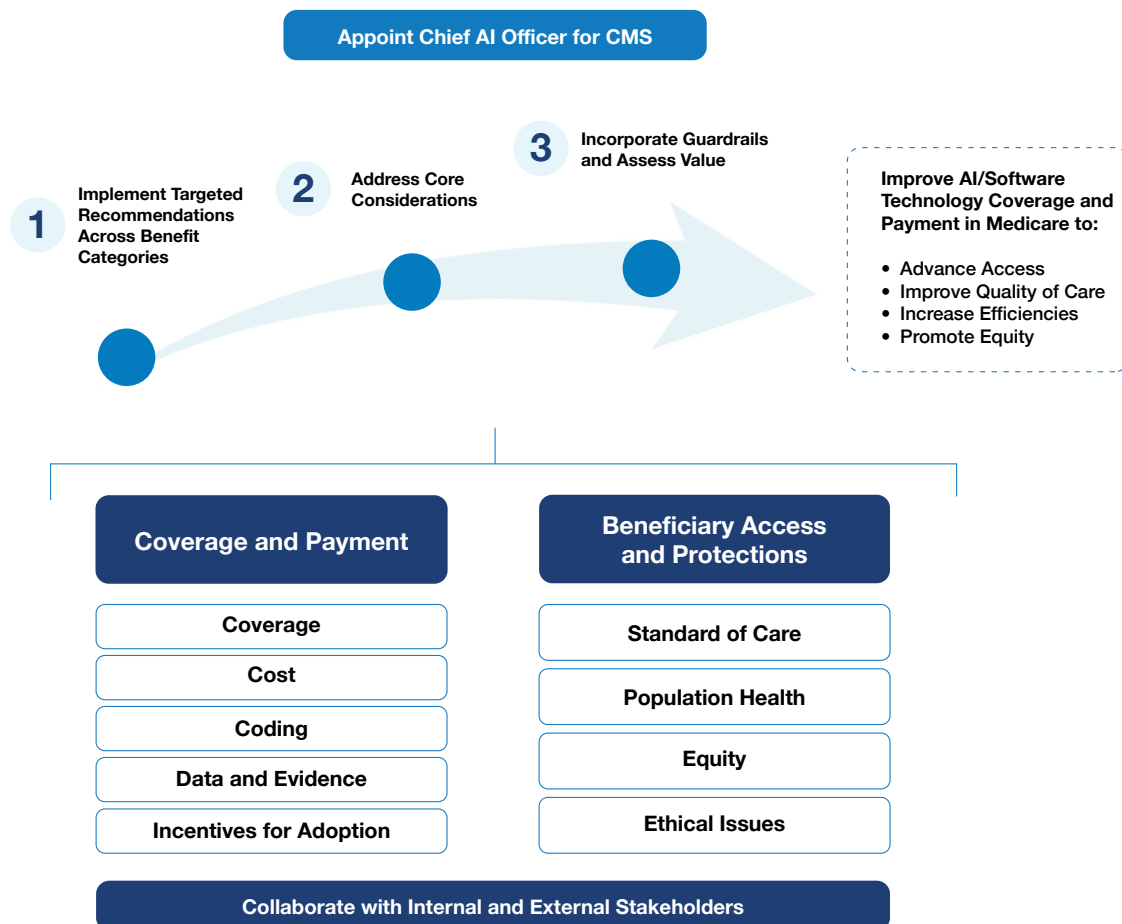 Appoint Chief AI Officer for CMS
1
Implement Targeted
Recommendations
Across Benefit
Categories
2
Address Core
Considerations
3
Incorporate Guardrails
and Assess Value
Improve AI/Software
Technology Coverage and
Payment in Medicare to:
• Advance Access
• Improve Quality of Care
• Increase Efficiencies
• Promote Equity
Coverage and Payment
Coverage
Cost
Coding
Data and Evidence
Incentives for Adoption
Beneficiary Access
and Protections
Standard of Care
Population Health
Equity
Ethical Issues
Collaborate with Internal and External Stakeholders